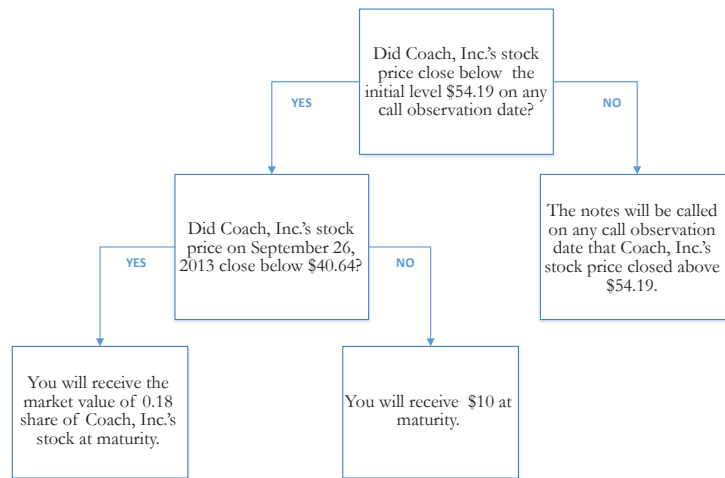 Did Coach, Inc.'s stock
price close below the
initial level $54.19 on any
call observation date?
YES
NO
Did Coach, Inc.'s stock
price on September 26,
2013 close below $40.64?
The notes will be called
on any call observation
date that Coach, Inc.'s
stock price closed above
$54.19.
YES
NO
You will receive the
market value of 0.18
share of Coach, Inc.'s
stock at maturity.
You will receive $10 at
maturity.